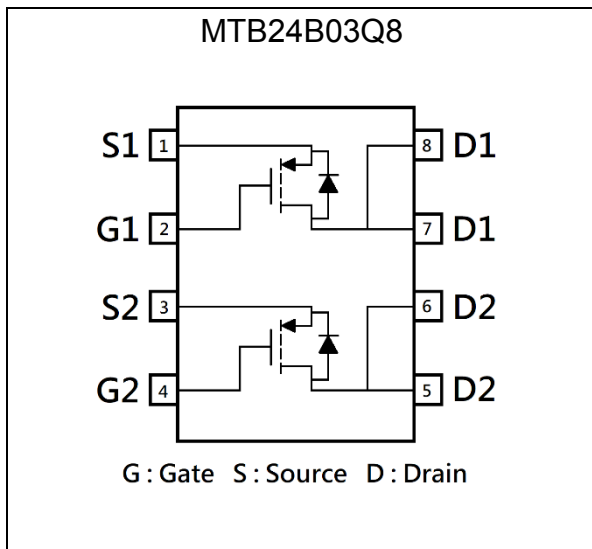 MTB24B03Q8
S1 1 8 D1
G1 2 7 D1
S2 3 6 D2
G2 4 5 D2
G : Gate S : Source D : Drain